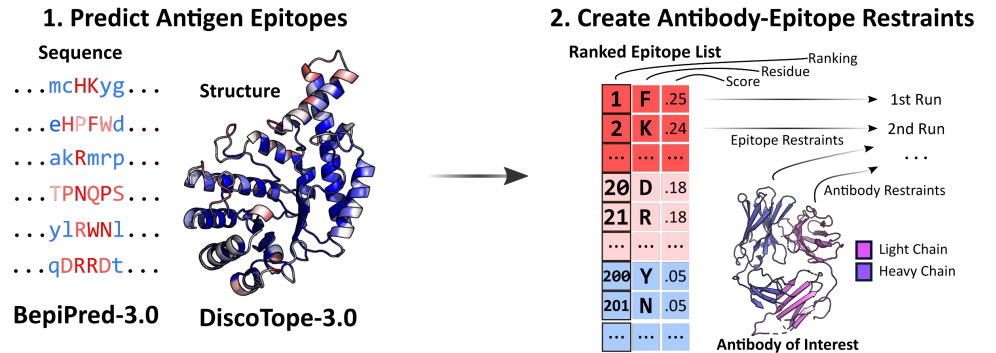 1. Predict Antigen Epitopes
Sequence
...mcHKyg...
...eHPFWd...
...akRmrp...
...TPNQPS...
...ylRWNl...
...qDRRDt...
BepiPred-3.0
Structure
DiscoTope-3.0
2. Create Antibody-Epitope Restraints
Ranked Epitope List
Ranking
Residue
Score
1 F .25
2 K .24
... ... ...
20 D .18
21 R .18
... ... ...
200 Y .05
201 N .05
... ... ...
1st Run
2nd Run
...
Epitope Restraints
Antibody Restraints
Light Chain
Heavy Chain
Antibody of Interest